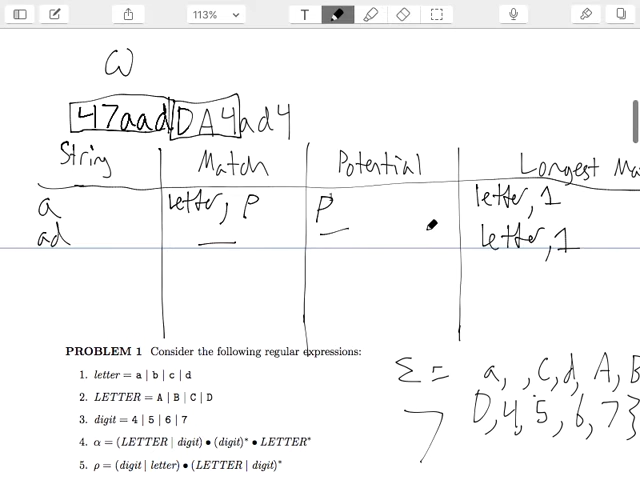 113%
T
ω
47aadDA4ad4
String Match Potential Longest Ma
a letter, ρ ρ letter, 1
ad — — letter, 1
PROBLEM 1 Consider the following regular expressions:
1. letter = a | b | c | d
2. LETTER = A | B | C | D
3. digit = 4 | 5 | 6 | 7
4. α = (LETTER | digit) • (digit)* • LETTER*
5. ρ = (digit | letter) • (LETTER | digit)*
Σ = a, , C, d, A, B
D, 4, 5, 6, 7}